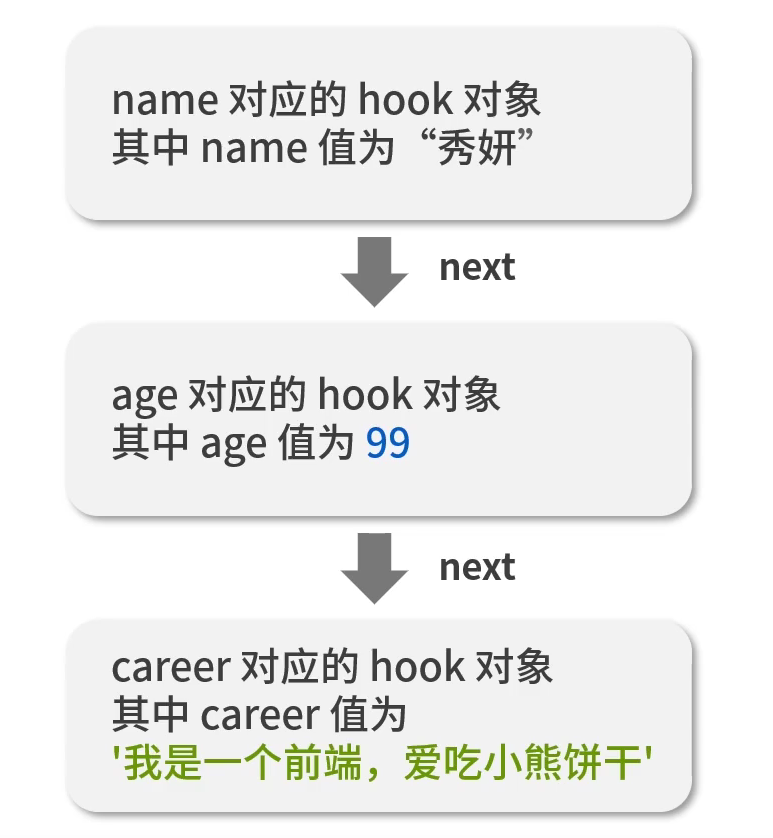 name 对应的 hook 对象
其中 name 值为“秀妍”
next
age 对应的 hook 对象
其中 age 值为 99
next
career 对应的 hook 对象
其中 career 值为
'我是一个前端，爱吃小熊饼干'